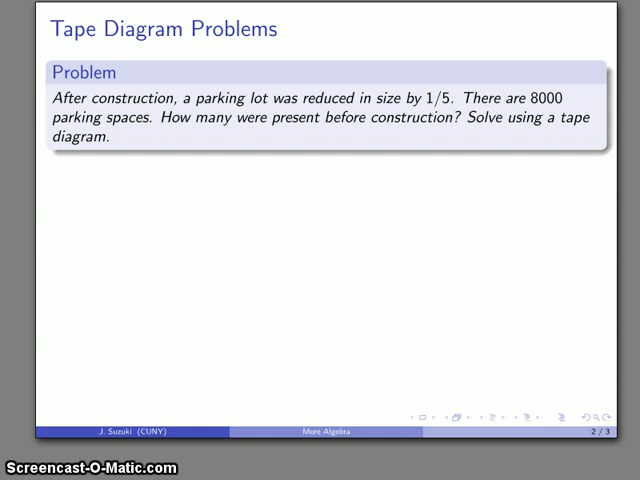 Tape Diagram Problems
Problem
After construction, a parking lot was reduced in size by 1/5. There are 8000
parking spaces. How many were present before construction? Solve using a tape
diagram.
J. Suzuki (CUNY)
More Algebra
2 / 3
Screencast-O-Matic.com